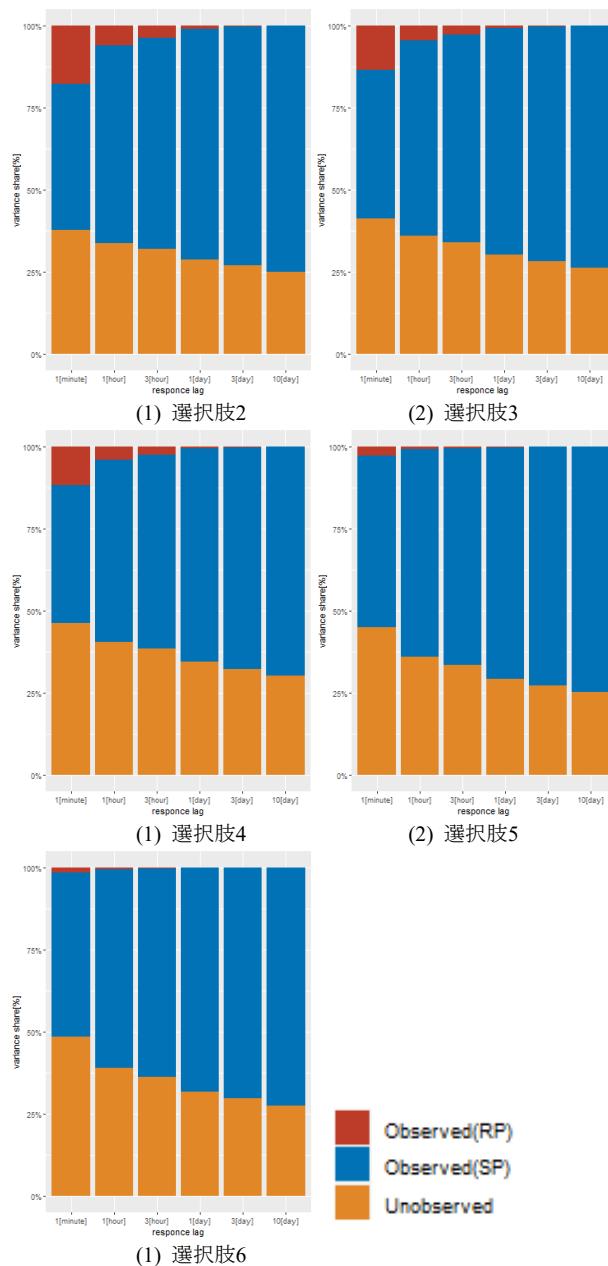 100%
75%
50%
25%
0%
variance share[%]
1[minute] 1[hour] 3[hour] 1[day] 3[day] 10[day]
responce lag
(1) 選択肢2
100%
75%
50%
25%
0%
variance share[%]
1[minute] 1[hour] 3[hour] 1[day] 3[day] 10[day]
responce lag
(2) 選択肢3
100%
75%
50%
25%
0%
variance share[%]
1[minute] 1[hour] 3[hour] 1[day] 3[day] 10[day]
responce lag
(1) 選択肢4
100%
75%
50%
25%
0%
variance share[%]
1[minute] 1[hour] 3[hour] 1[day] 3[day] 10[day]
responce lag
(2) 選択肢5
100%
75%
50%
25%
0%
variance share[%]
1[minute] 1[hour] 3[hour] 1[day] 3[day] 10[day]
responce lag
(1) 選択肢6
Observed(RP)
Observed(SP)
Unobserved